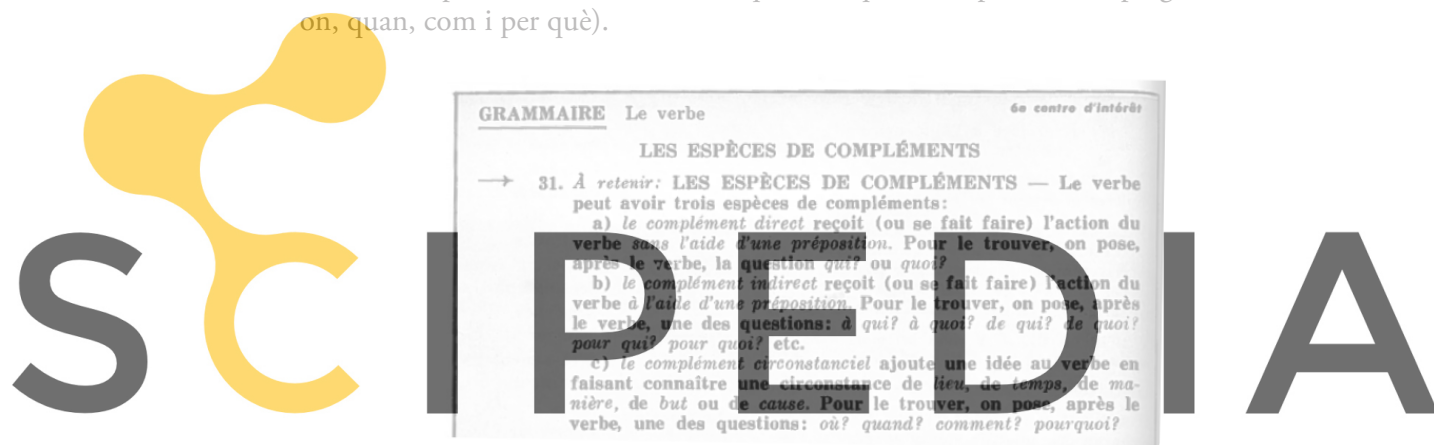 on, quan, com i per què).
GRAMMAIRE Le verbe
6e centre d'intérêt
LES ESPÈCES DE COMPLÉMENTS
→ 31. À retenir: LES ESPÈCES DE COMPLÉMENTS — Le verbe
peut avoir trois espèces de compléments:
a) le complément direct reçoit (ou se fait faire) l'action du
verbe sans l'aide d'une préposition. Pour le trouver, on pose,
après le verbe, la question qui? ou quoi?
b) le complément indirect reçoit (ou se fait faire) l'action du
verbe à l'aide d'une préposition. Pour le trouver, on pose, après
le verbe, une des questions: à qui? à quoi? de qui? de quoi?
pour qui? pour quoi? etc.
c) le complément circonstanciel ajoute une idée au verbe en
faisant connaître une circonstance de lieu, de temps, de ma-
nière, de but ou de cause. Pour le trouver, on pose, après le
verbe, une des questions: où? quand? comment? pourquoi?
SCIPEDIA